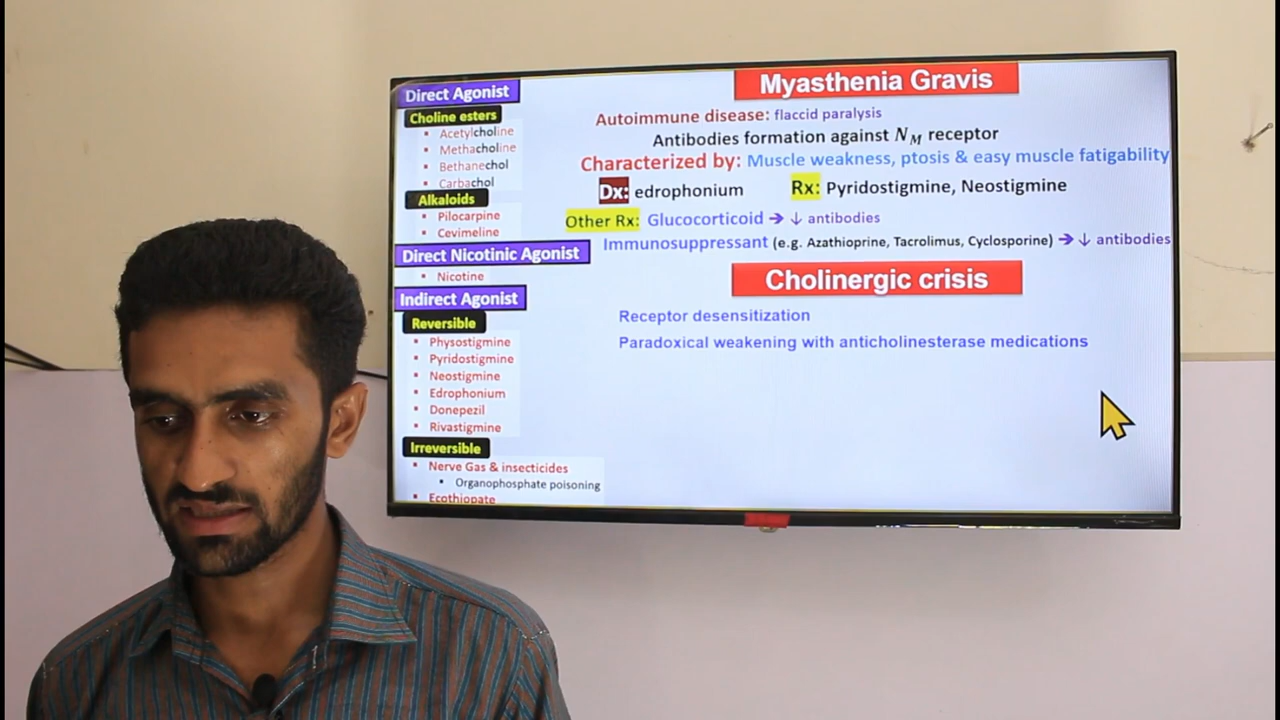 Direct Agonist
Choline esters
▪ Acetylcholine
▪ Methacholine
▪ Bethanechol
▪ Carbachol
Alkaloids
▪ Pilocarpine
▪ Cevimeline
Direct Nicotinic Agonist
▪ Nicotine
Indirect Agonist
Reversible
▪ Physostigmine
▪ Pyridostigmine
▪ Neostigmine
▪ Edrophonium
▪ Donepezil
▪ Rivastigmine
Irreversible
▪ Nerve Gas & insecticides
▪ Organophosphate poisoning
▪ Ecothiopate
Myasthenia Gravis
Autoimmune disease: flaccid paralysis
Antibodies formation against N_M receptor
Characterized by: Muscle weakness, ptosis & easy muscle fatigability
Dx: edrophonium Rx: Pyridostigmine, Neostigmine
Other Rx: Glucocorticoid → ↓ antibodies
Immunosuppressant (e.g. Azathioprine, Tacrolimus, Cyclosporine) → ↓ antibodies
Cholinergic crisis
Receptor desensitization
Paradoxical weakening with anticholinesterase medications